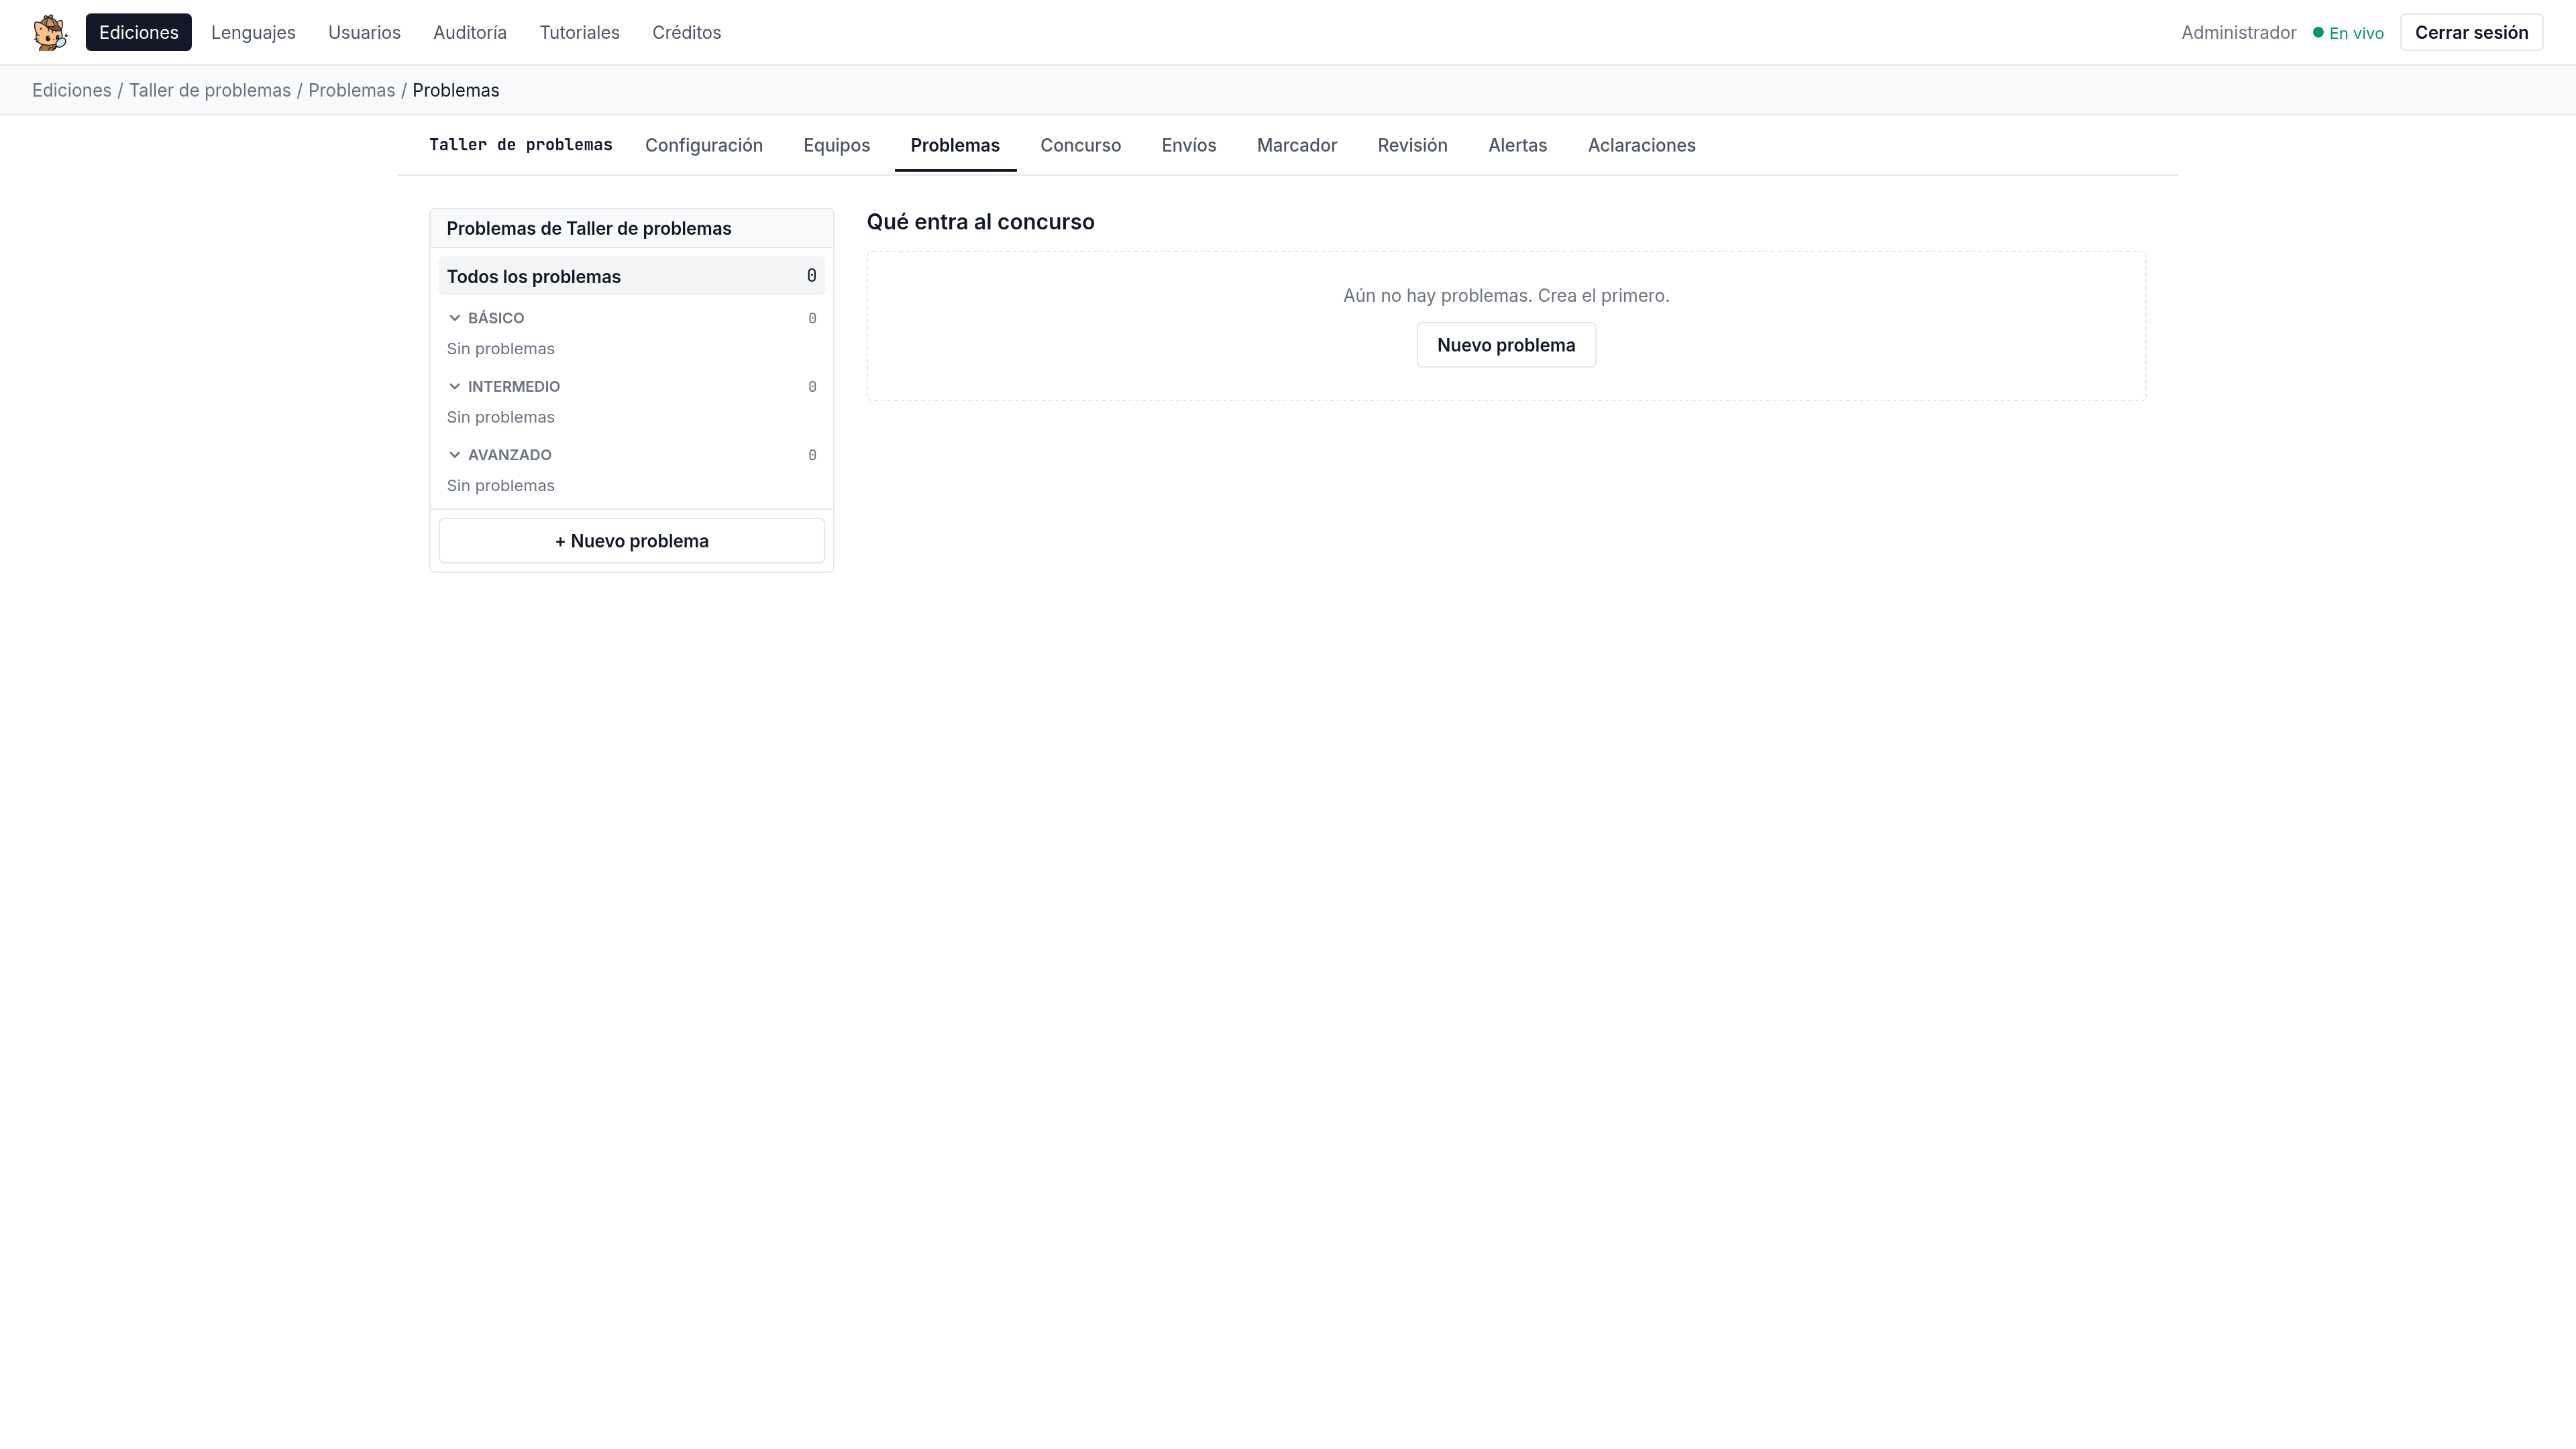 Ediciones Lenguajes Usuarios Auditoría Tutoriales Créditos Administrador En vivo Cerrar sesión
Ediciones / Taller de problemas / Problemas / Problemas
Taller de problemas Configuración Equipos Problemas Concurso Envíos Marcador Revisión Alertas Aclaraciones
Problemas de Taller de problemas
Todos los problemas 0
BÁSICO 0
Sin problemas
INTERMEDIO 0
Sin problemas
AVANZADO 0
Sin problemas
+ Nuevo problema
Qué entra al concurso
Aún no hay problemas. Crea el primero.
Nuevo problema